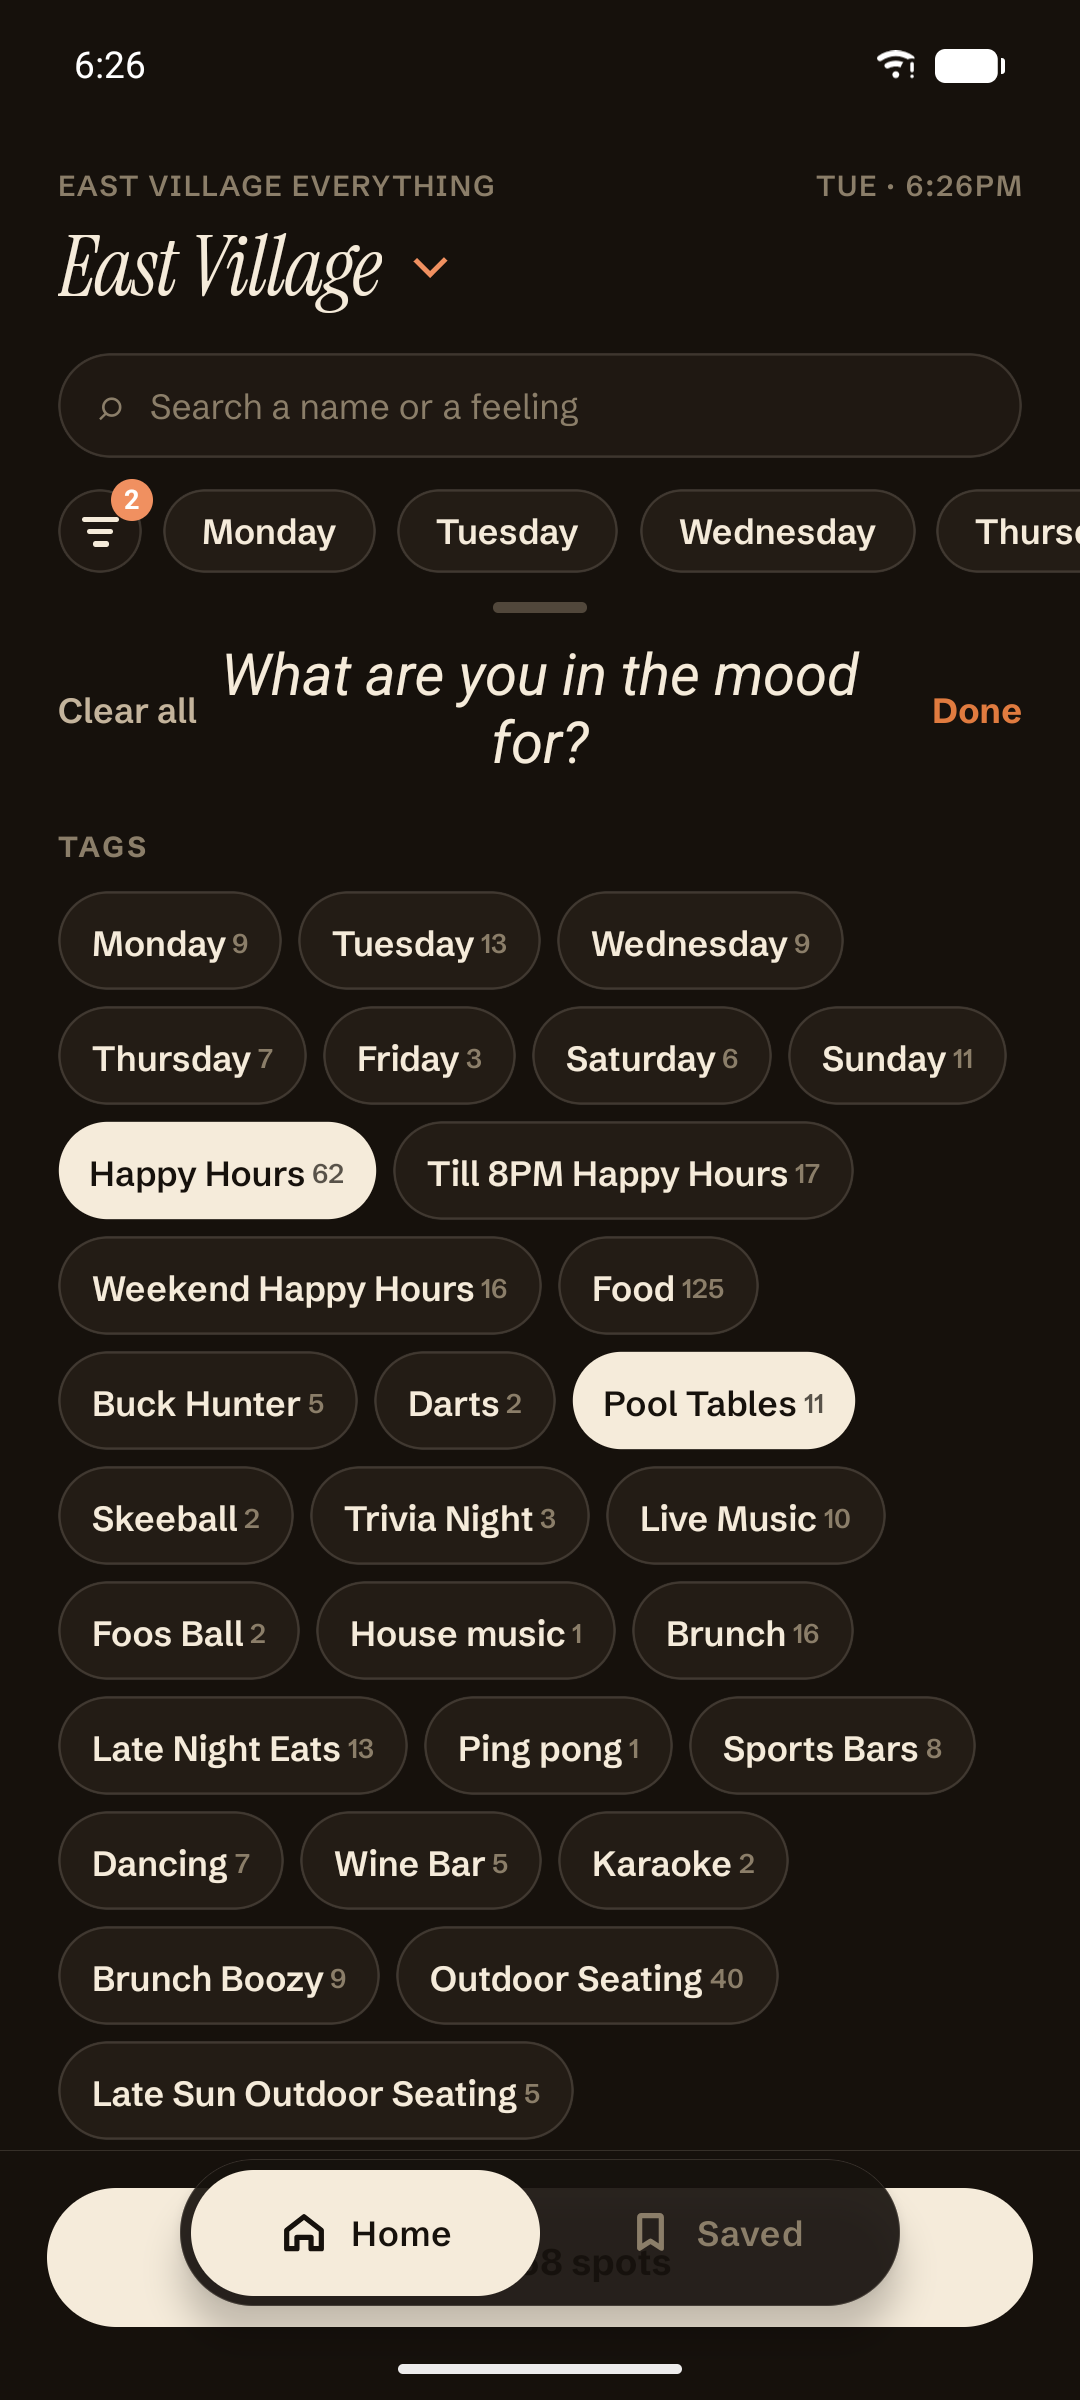 6:26
EAST VILLAGE EVERYTHING TUE · 6:26PM
East Village
Search a name or a feeling
2
Monday Tuesday Wednesday
Clear all What are you in the mood for? Done
TAGS
Monday 9 Tuesday 13 Wednesday 9
Thursday 7 Friday 3 Saturday 6 Sunday 11
Happy Hours 62 Till 8PM Happy Hours 17
Weekend Happy Hours 16 Food 125
Buck Hunter 5 Darts 2 Pool Tables 11
Skeeball 2 Trivia Night 3 Live Music 10
Foos Ball 2 House music 1 Brunch 16
Late Night Eats 13 Ping pong 1 Sports Bars 8
Dancing 7 Wine Bar 5 Karaoke 2
Brunch Boozy 9 Outdoor Seating 40
Late Sun Outdoor Seating 5
Home Saved
spots